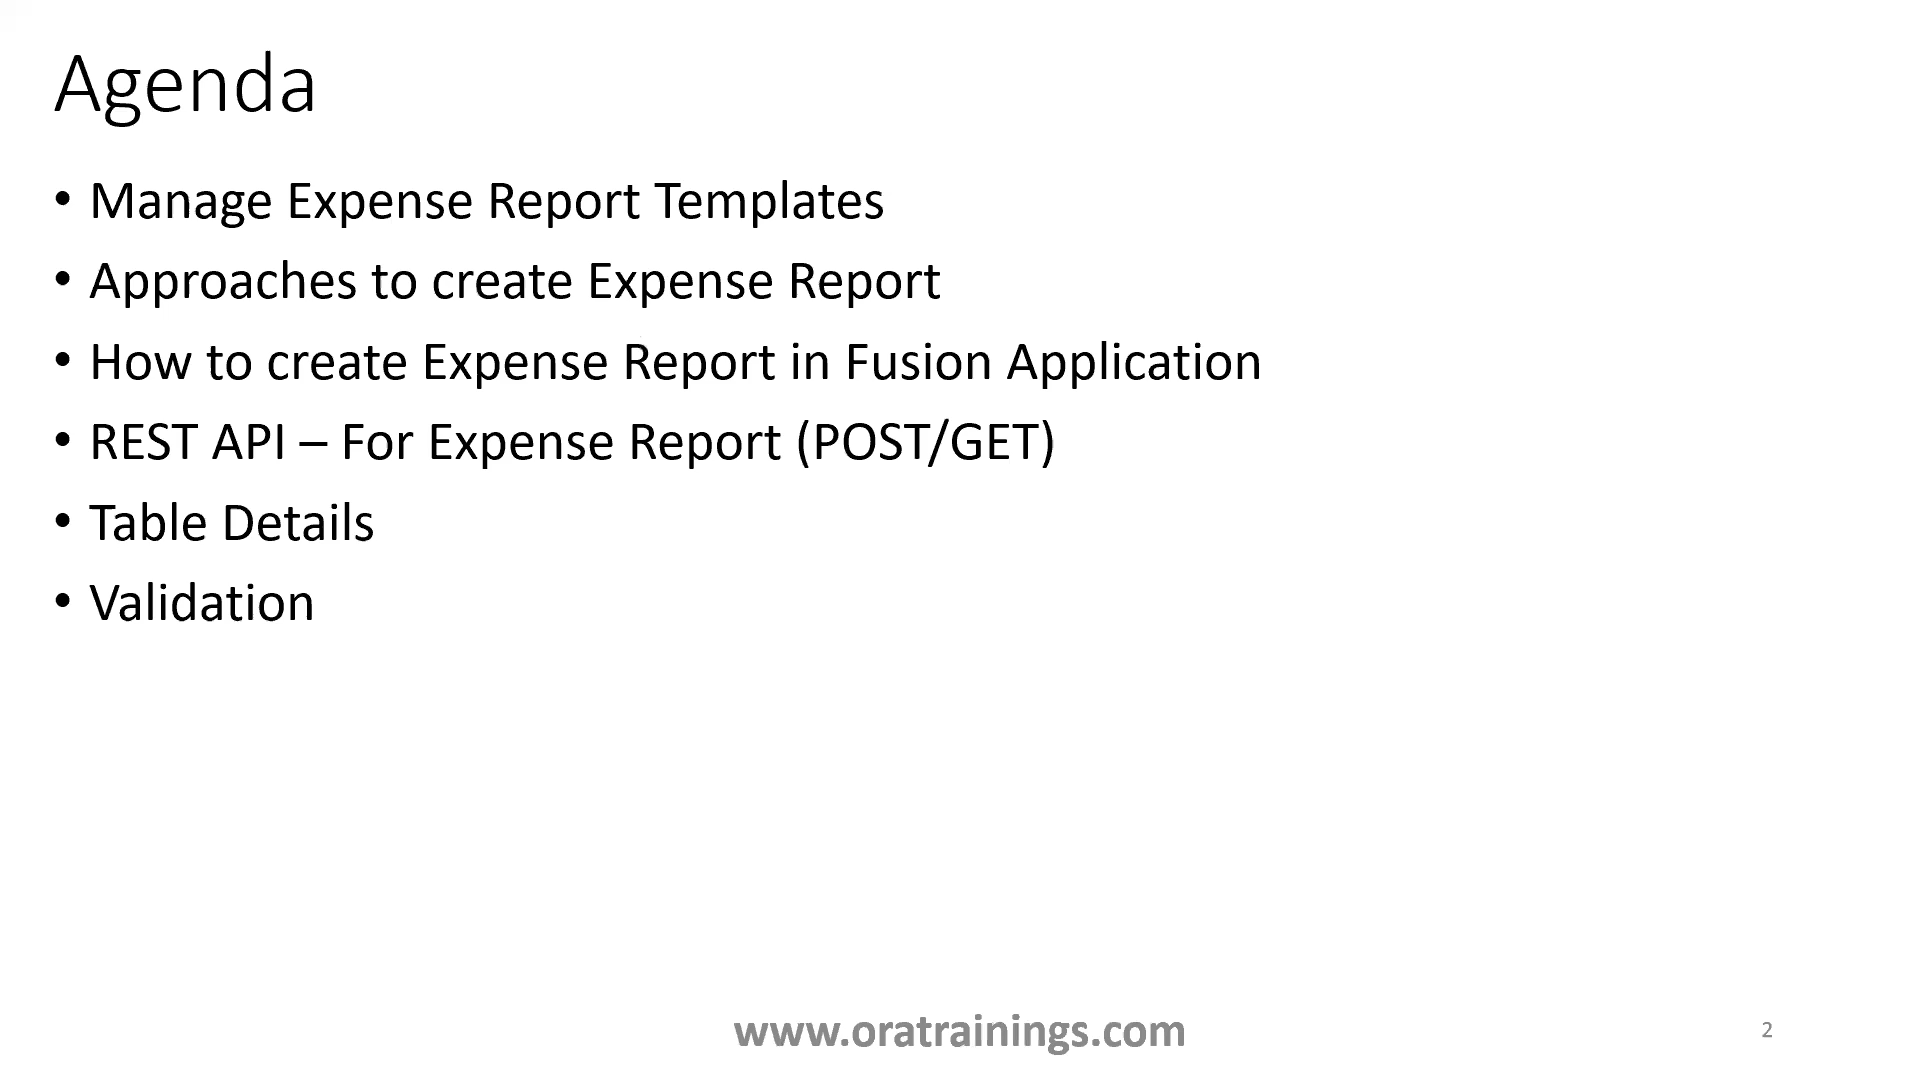 Agenda
• Manage Expense Report Templates
• Approaches to create Expense Report
• How to create Expense Report in Fusion Application
• REST API – For Expense Report (POST/GET)
• Table Details
• Validation
www.oratrainings.com
2